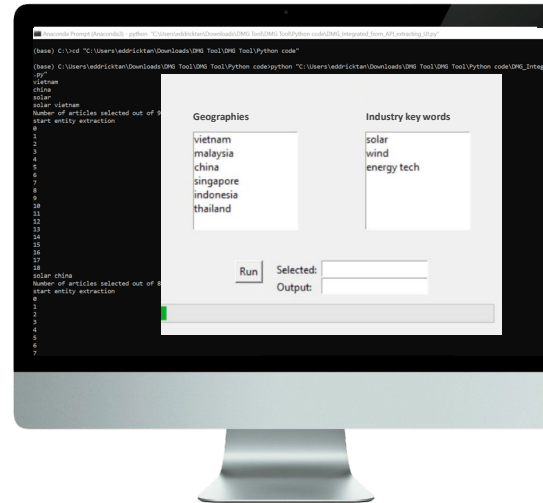 Anaconda Prompt (Anaconda3) - python "C:\Users\eddricktan\Downloads\DMG Tool\DMG Tool\Python code\DMG_Integrated_from_API_extracting_UI.py"
(base) C:\>cd "C:\Users\eddricktan\Downloads\DMG Tool\DMG Tool\Python code"
(base) C:\Users\eddricktan\Downloads\DMG Tool\DMG Tool\Python code>python "C:\Users\eddricktan\Downloads\DMG Tool\DMG Tool\Python code\DMG_Integ
.py"
vietnam
china
solar
solar vietnam
Number of articles selected out of 9
start entity extraction
0
1
2
3
4
5
6
7
8
9
10
11
12
13
14
15
16
17
18
solar china
Number of articles selected out of 8
start entity extraction
0
1
2
3
4
5
6
7
Geographies
vietnam
malaysia
china
singapore
indonesia
thailand
Industry key words
solar
wind
energy tech
Run
Selected:
Output: